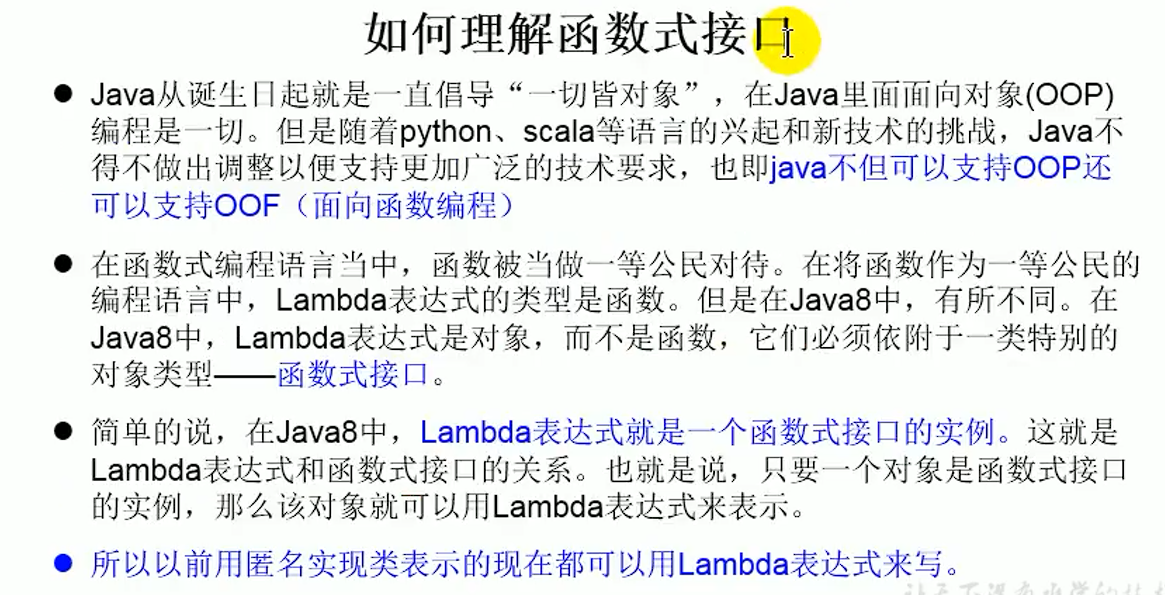 如何理解函数式接口
● Java从诞生日起就是一直倡导“一切皆对象”，在Java里面面向对象(OOP)
编程是一切。但是随着python、scala等语言的兴起和新技术的挑战，Java不
得不做出调整以便支持更加广泛的技术要求，也即java不但可以支持OOP还
可以支持OOF（面向函数编程）
● 在函数式编程语言当中，函数被当做一等公民对待。在将函数作为一等公民的
编程语言中，Lambda表达式的类型是函数。但是在Java8中，有所不同。在
Java8中，Lambda表达式是对象，而不是函数，它们必须依附于一类特别的
对象类型——函数式接口。
● 简单的说，在Java8中，Lambda表达式就是一个函数式接口的实例。这就是
Lambda表达式和函数式接口的关系。也就是说，只要一个对象是函数式接口
的实例，那么该对象就可以用Lambda表达式来表示。
● 所以以前用匿名实现类表示的现在都可以用Lambda表达式来写。